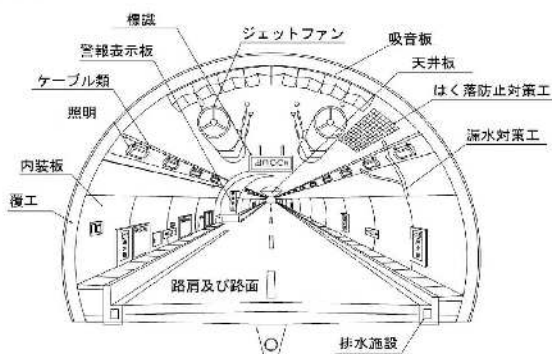 標識
ジェットファン
吸音板
警報表示板
天井板
ケーブル類
はく落防止対策工
照明
漏水対策工
内装板
覆工
路肩及び路面
排水施設